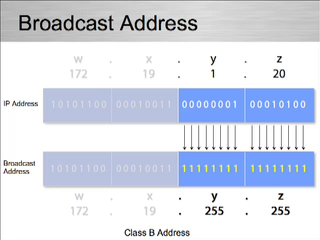 Broadcast Address
w . x . y . z
172 . 19 . 1 . 20
IP Address
10101100 00010011 00000001 00010100
Broadcast
Address
10101100 00010011 11111111 11111111
w . x . y . z
172 . 19 . 255 . 255
Class B Address